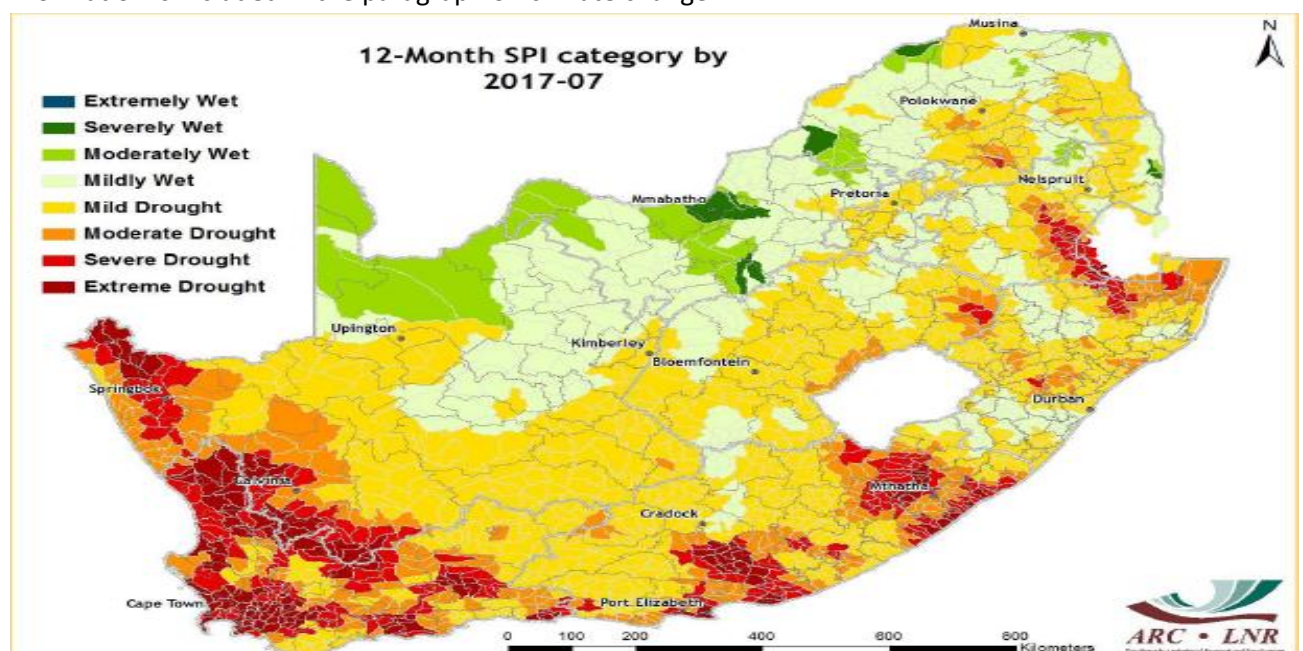 12-Month SPI category by
2017-07
N
Extremely Wet
Severely Wet
Moderately Wet
Mildly Wet
Mild Drought
Moderate Drought
Severe Drought
Extreme Drought
Musina
Polokwane
Nelspruit
Pretoria
Mmabatho
Upington
Kimberley
Bloemfontein
Springbok
Durban
Calvinia
Mthatha
Cradock
Cape Town
Port Elizabeth
0 100 200 400 600 800
Kilometers
ARC • LNR